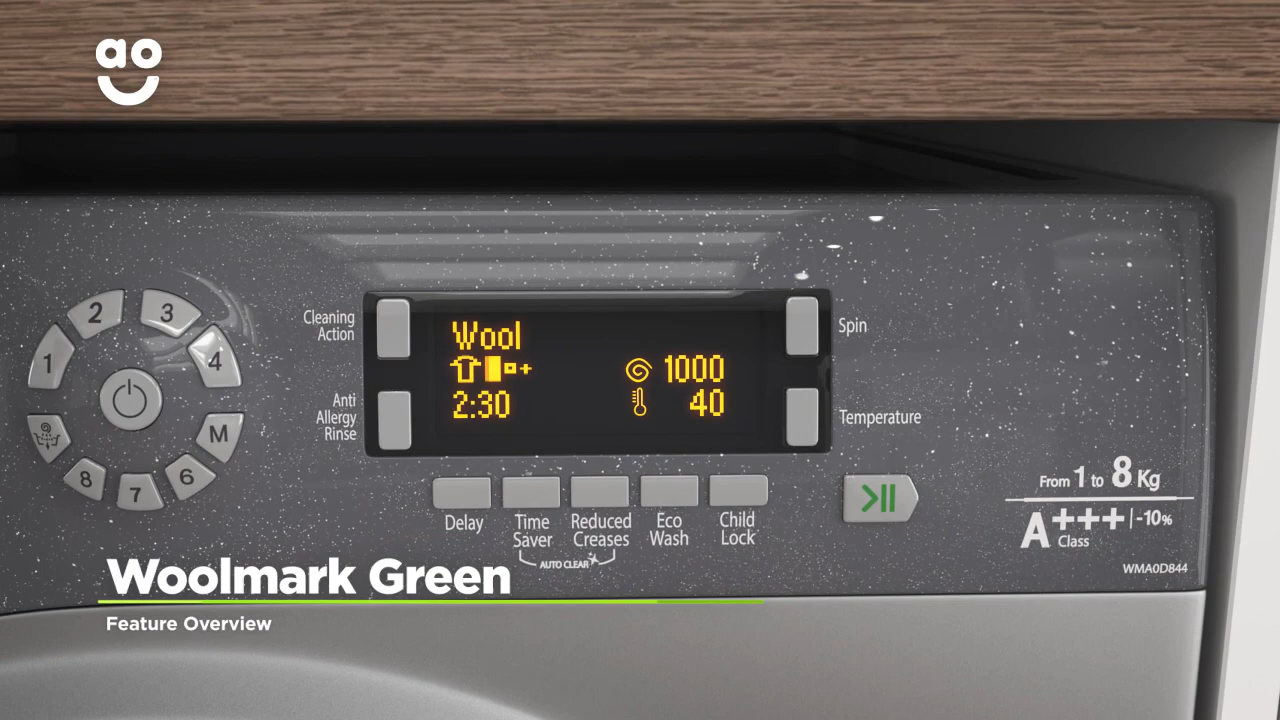 ao
2
3
1
4
M
8
7
6
Cleaning
Action
Anti
Allergy
Rinse
Wool
+
1000
2:30
40
Spin
Temperature
Delay
Time
Saver
Reduced
Creases
AUTO CLEAR
Eco
Wash
Child
Lock
From 1 to 8 Kg
A+++ | -10%
Class
WMAOD844
Woolmark Green
Feature Overview